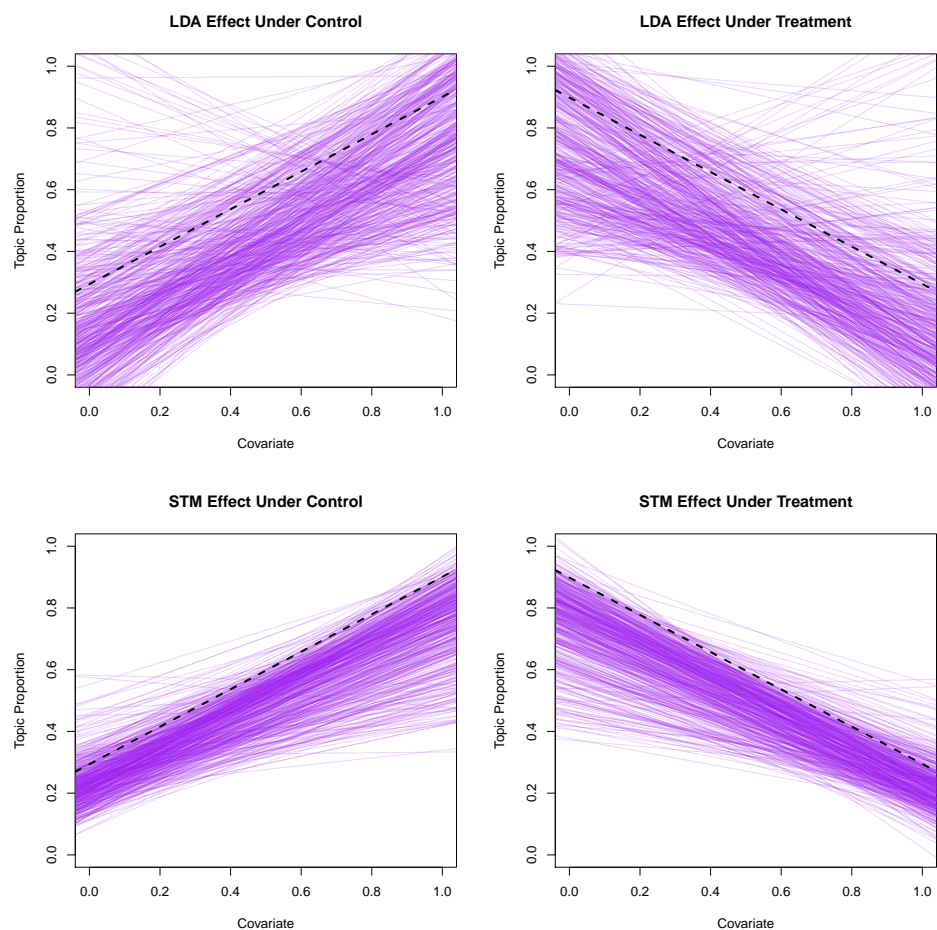 LDA Effect Under Control
Topic Proportion
1.0
0.8
0.6
0.4
0.2
0.0
0.0 0.2 0.4 0.6 0.8 1.0
Covariate
LDA Effect Under Treatment
Topic Proportion
1.0
0.8
0.6
0.4
0.2
0.0
0.0 0.2 0.4 0.6 0.8 1.0
Covariate
STM Effect Under Control
Topic Proportion
1.0
0.8
0.6
0.4
0.2
0.0
0.0 0.2 0.4 0.6 0.8 1.0
Covariate
STM Effect Under Treatment
Topic Proportion
1.0
0.8
0.6
0.4
0.2
0.0
0.0 0.2 0.4 0.6 0.8 1.0
Covariate